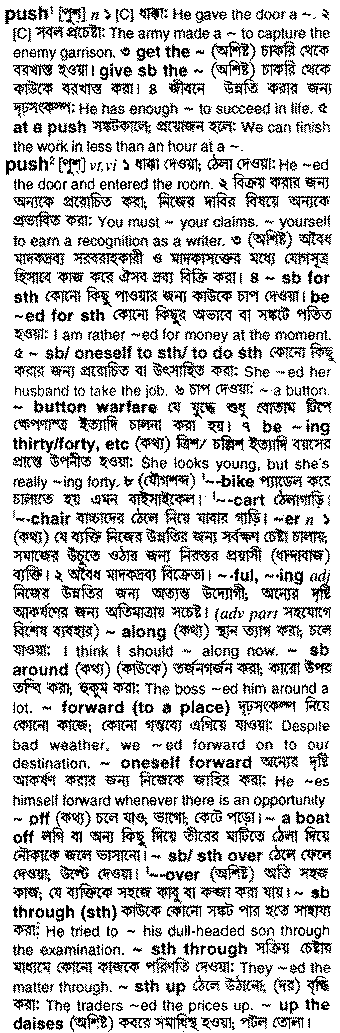 push¹ [পুশ্] n ১ [C] ধাক্কা: He gave the door a ~. ২
[C] সবল প্রচেষ্টা: The army made a ~ to capture the
enemy garrison. ৩ get the ~ (অশিষ্ট) চাকরি থেকে
বরখাস্ত হওয়া। give sb the ~ (অশিষ্ট) চাকরি থেকে
কাউকে বরখাস্ত করা। ৪ জীবনে উন্নতি করার জন্য
দৃঢ়সংকল্প: He has enough ~ to succeed in life. ৫
at a push সঙ্কটকালে; প্রয়োজন হলে: We can finish
the work in less than an hour at a ~.
push² [পুশ্] vt,vi ১ ধাক্কা দেওয়া; ঠেলা দেওয়া: He ~ed
the door and entered the room. ২ বিক্রয় করার জন্য
অন্যকে প্ররোচিত করা; নিজের দাবির বিষয়ে অন্যকে
প্রভাবিত করা: You must ~ your claims. ~ yourself
to earn a recognition as a writer. ৩ (অশিষ্ট) অবৈধ
মাদকদ্রব্য সরবরাহকারী ও মাদকাসক্তের মধ্যে যোগসূত্র
হিসাবে কাজ করে ঐসব দ্রব্য বিক্রি করা। ৪ ~ sb for
sth কোনো কিছু পাওয়ার জন্য কাউকে চাপ দেওয়া। be
~ed for sth কোনো কিছুর অভাবে বা সঙ্কটে পতিত
হওয়া: I am rather ~ed for money at the moment.
৫ ~ sb/ oneself to sth/ to do sth কোনো কিছু
করার জন্য প্ররোচিত বা উৎসাহিত করা: She ~ed her
husband to take the job. ৬ চাপ দেওয়া: ~ a button.
~ button warfare যে যুদ্ধে শুধু বোতাম টিপে
ক্ষেপণাস্ত্র ইত্যাদি চালনা করা হয়। ৭ be ~ing
thirty/forty, etc (কথ্য) ত্রিশ/ চল্লিশ ইত্যাদি বয়সের
প্রান্তে উপনীত হওয়া: She looks young, but she's
really ~ing forty. ৮ (যৌগশব্দ) ˈ~-bike প্যাডেল করে
চালাতে হয় এমন বাইসাইকেল। ˈ~-cart ঠেলাগাড়ি।
ˈ~-chair বাচ্চাদের ঠেলে নিয়ে যাবার গাড়ি। ~er n ১
(কথ্য) যে ব্যক্তি নিজের উন্নতির জন্য সর্বক্ষণ চেষ্টা চালায়;
সমাজের উঁচুতে ওঠার জন্য নিরন্তর প্রয়াসী (ধান্দাবাজ)
ব্যক্তি। ২ অবৈধ মাদকদ্রব্য বিক্রেতা। ~-ful, ~-ing adj
নিজের উন্নতির জন্য অত্যন্ত উদ্যোগী; অন্যের দৃষ্টি
আকর্ষণের জন্য অতিমাত্রায় সচেষ্ট। (adv part সহযোগে
বিশেষ ব্যবহার) ~ along (কথ্য) স্থান ত্যাগ করা, চলে
যাওয়া: I think I should ~ along now. ~ sb
around (কথ্য) (কাউকে) তর্জনগর্জন করা; কারো উপর
তম্বি করা; হুকুম করা: The boss ~ed him around a
lot. ~ forward (to a place) দৃঢ়সংকল্প নিয়ে
কোনো কাজে; কোনো গন্তব্যে এগিয়ে যাওয়া: Despite
bad weather, we ~ed forward on to our
destination. ~ oneself forward অন্যের দৃষ্টি
আকর্ষণ করার জন্য নিজেকে জাহির করা: He ~es
himself forward whenever there is an opportunity
~ off (কথ্য) চলে যাও, ভাগো; কেটে পড়ো। ~ a boat
off লগি বা অন্য কিছু দিয়ে তীরের মাটিতে ঠেলা দিয়ে
নৌকাকে জলে ভাসানো। ~ sb/ sth over ঠেলে ফেলে
দেওয়া; উল্টে দেওয়া। ˈ~-over (অশিষ্ট) অতি সহজ
কাজ; যে ব্যক্তিকে সহজে কাবু বা কব্জা করা যায়। ~ sb
through (sth) কাউকে কোনো সঙ্কট পার হতে সাহায্য
করা: He tried to ~ his dull-headed son through
the examination. ~ sth through সক্রিয় চেষ্টার
মাধ্যমে কোনো কাজকে পরিণতি দেওয়া: They ~ed the
matter through. ~ sth up ঠেলে উঠানো; (দর) বৃদ্ধি
করা: The traders ~ed the prices up. ~ up the
daises (অশিষ্ট) কবরে সমাধিস্থ হওয়া, পটল তোলা।